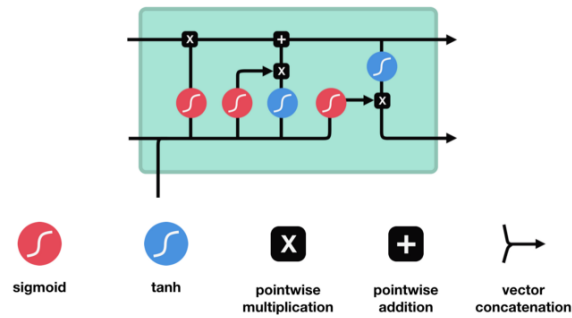 X
+
X
X
X
+
sigmoid
tanh
pointwise
multiplication
pointwise
addition
vector
concatenation